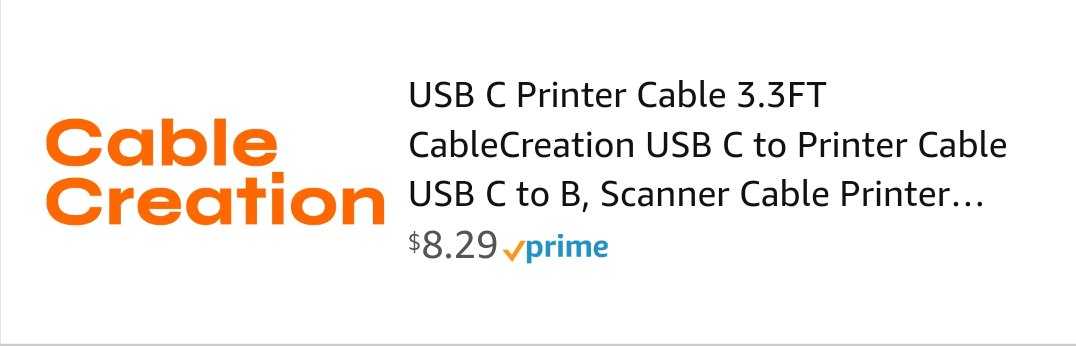 Cable
Creation
USB C Printer Cable 3.3FT
CableCreation USB C to Printer Cable
USB C to B, Scanner Cable Printer...
$8.29 prime